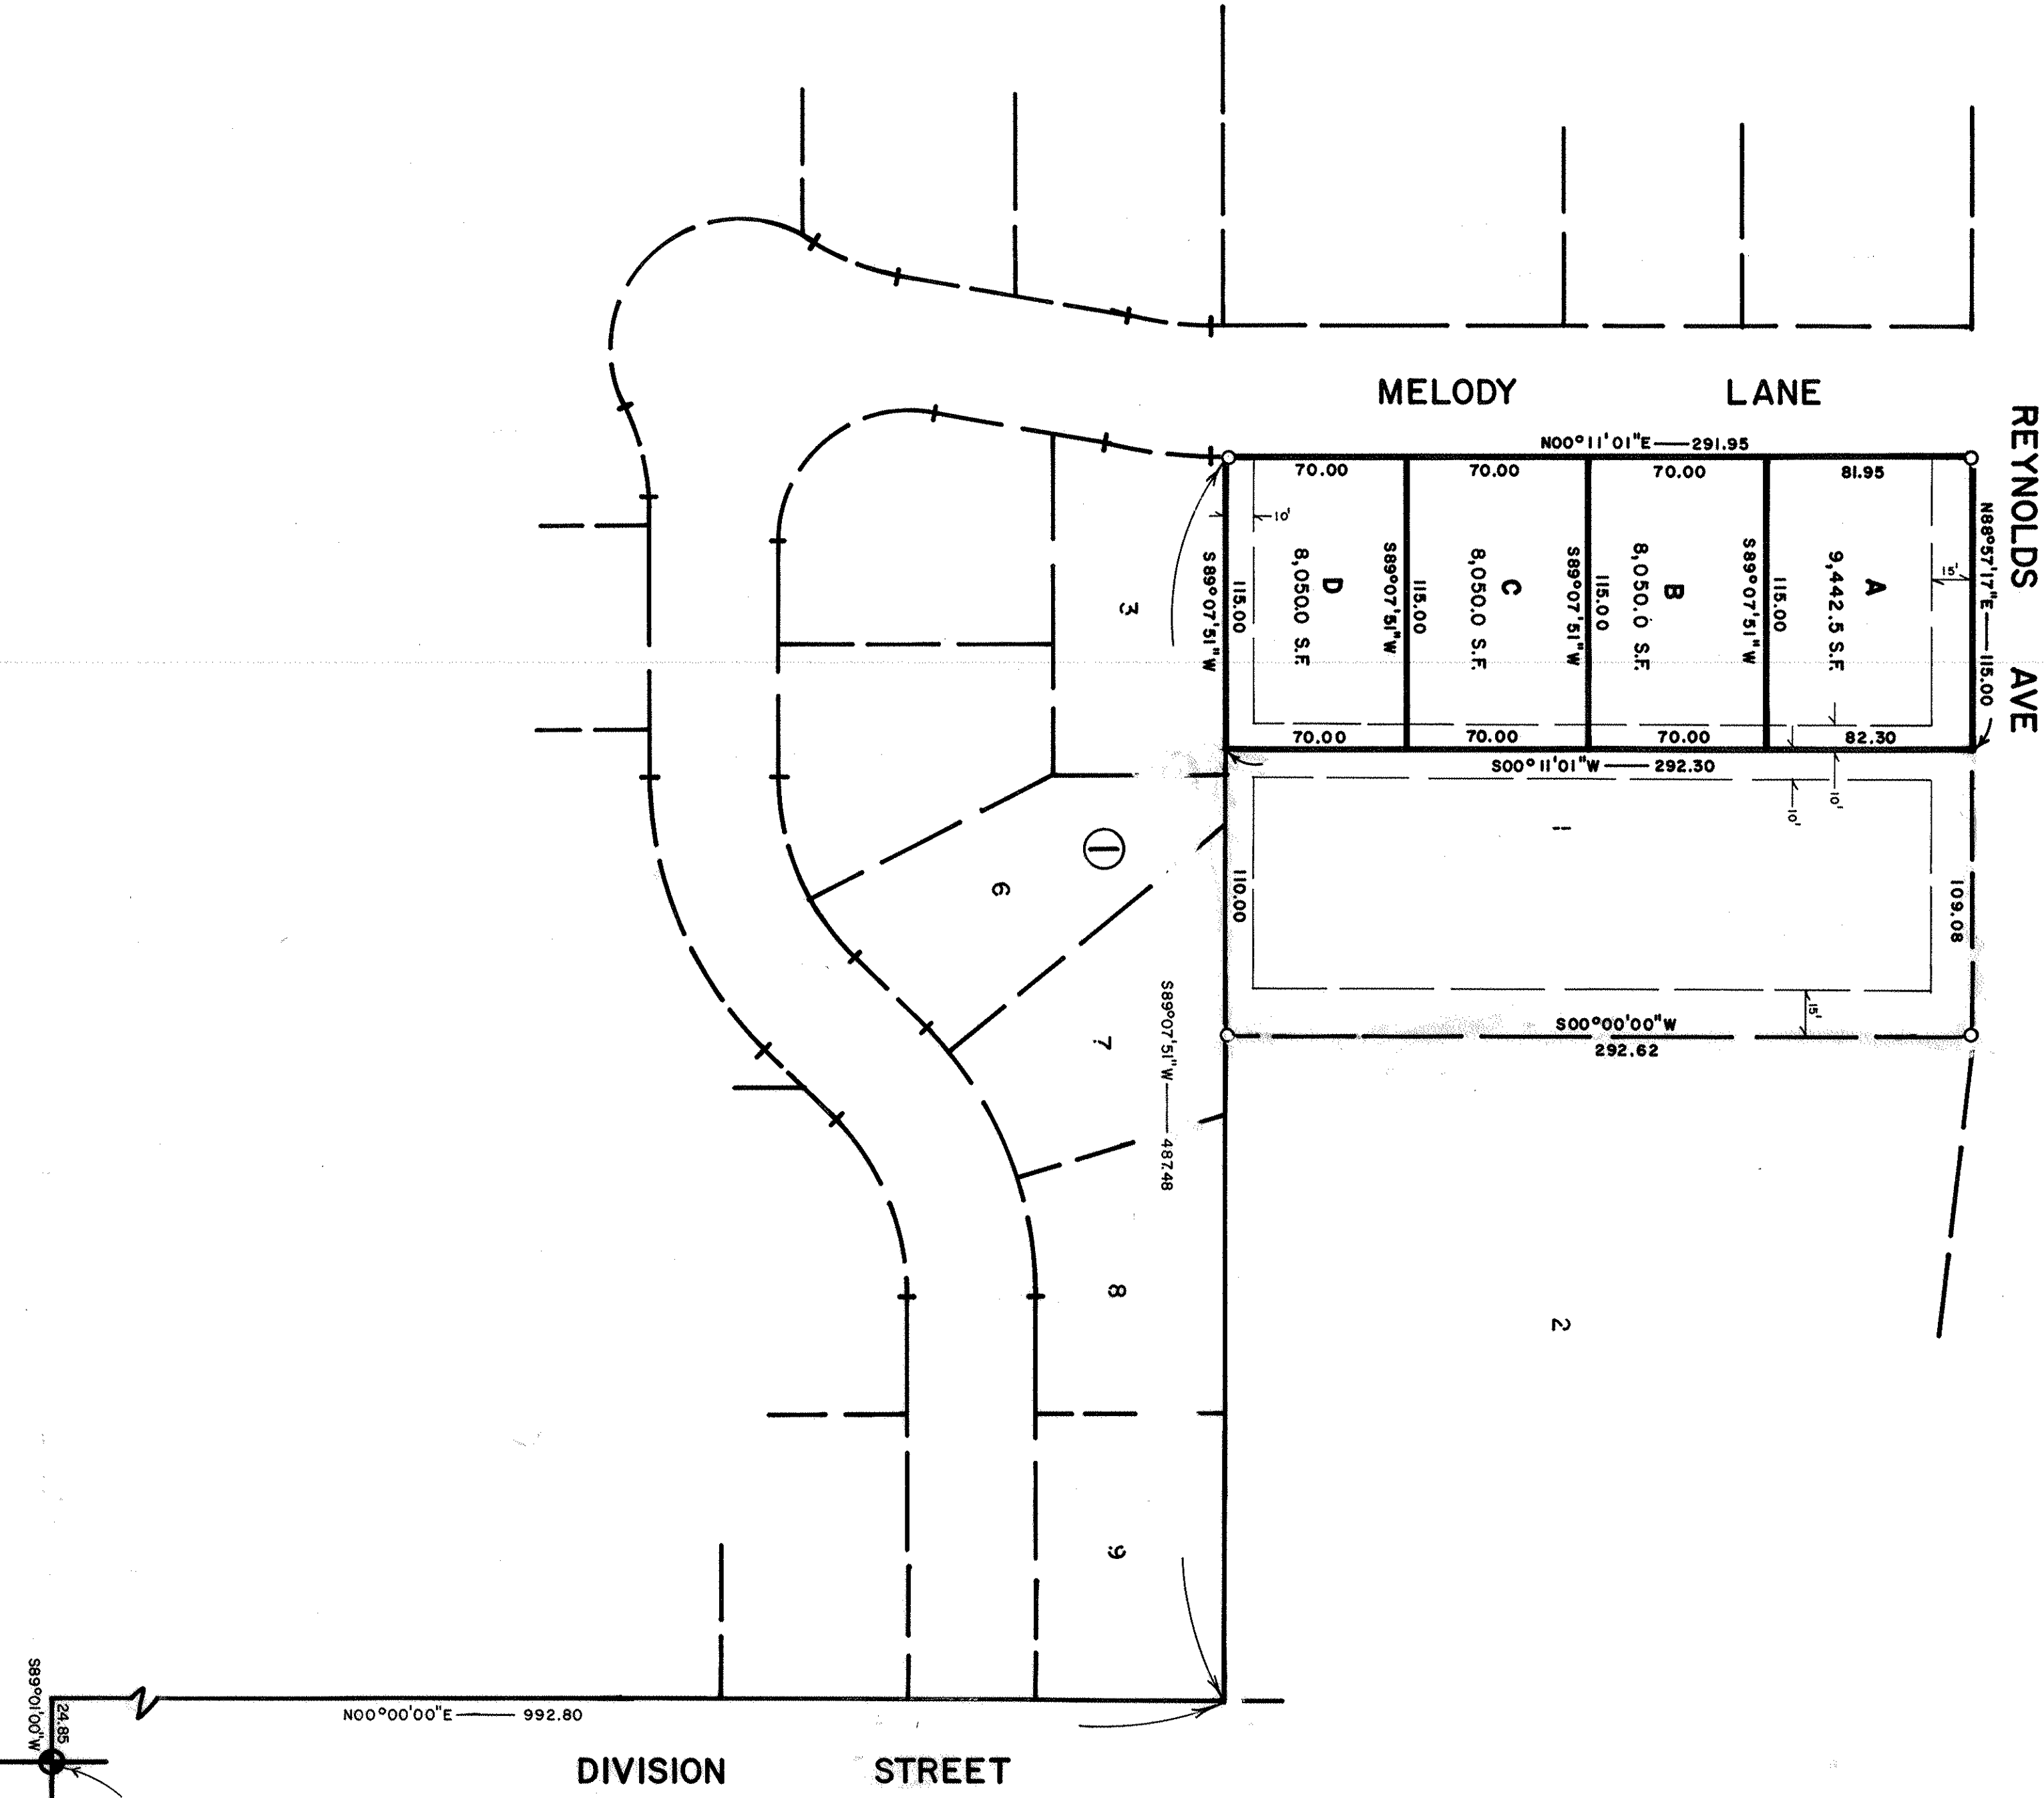 MELODY LANE
REYNOLDS AVE
N00°11'01"E 291.95
70.00
70.00
70.00
81.95
N88°57'17"E 115.00
10'
15'
S 89°07'51" W
115.00
D
8,050.0 S.F.
S89°07'51" W
115.00
C
8,050.0 S.F.
S89°07'51" W
115.00
B
8,050.0 S.F.
S89°07'51" W
115.00
A
9,442.5 S.F.
70.00
70.00
70.00
82.30
S00°11'01"W 292.30
10'
10'
3
1
6
7
8
9
1
110.00
109.08
15'
S00°00'00"W
292.62
2
S89°07'51"W 487.48
N00°00'00"E 992.80
24.85
S89°01'00"W
DIVISION STREET